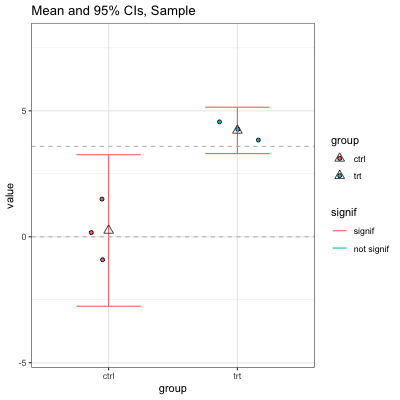 Mean and 95% CIs, Sample
value
5
0
-5
ctrl
trt
group
group
ctrl
trt
signif
signif
not signif